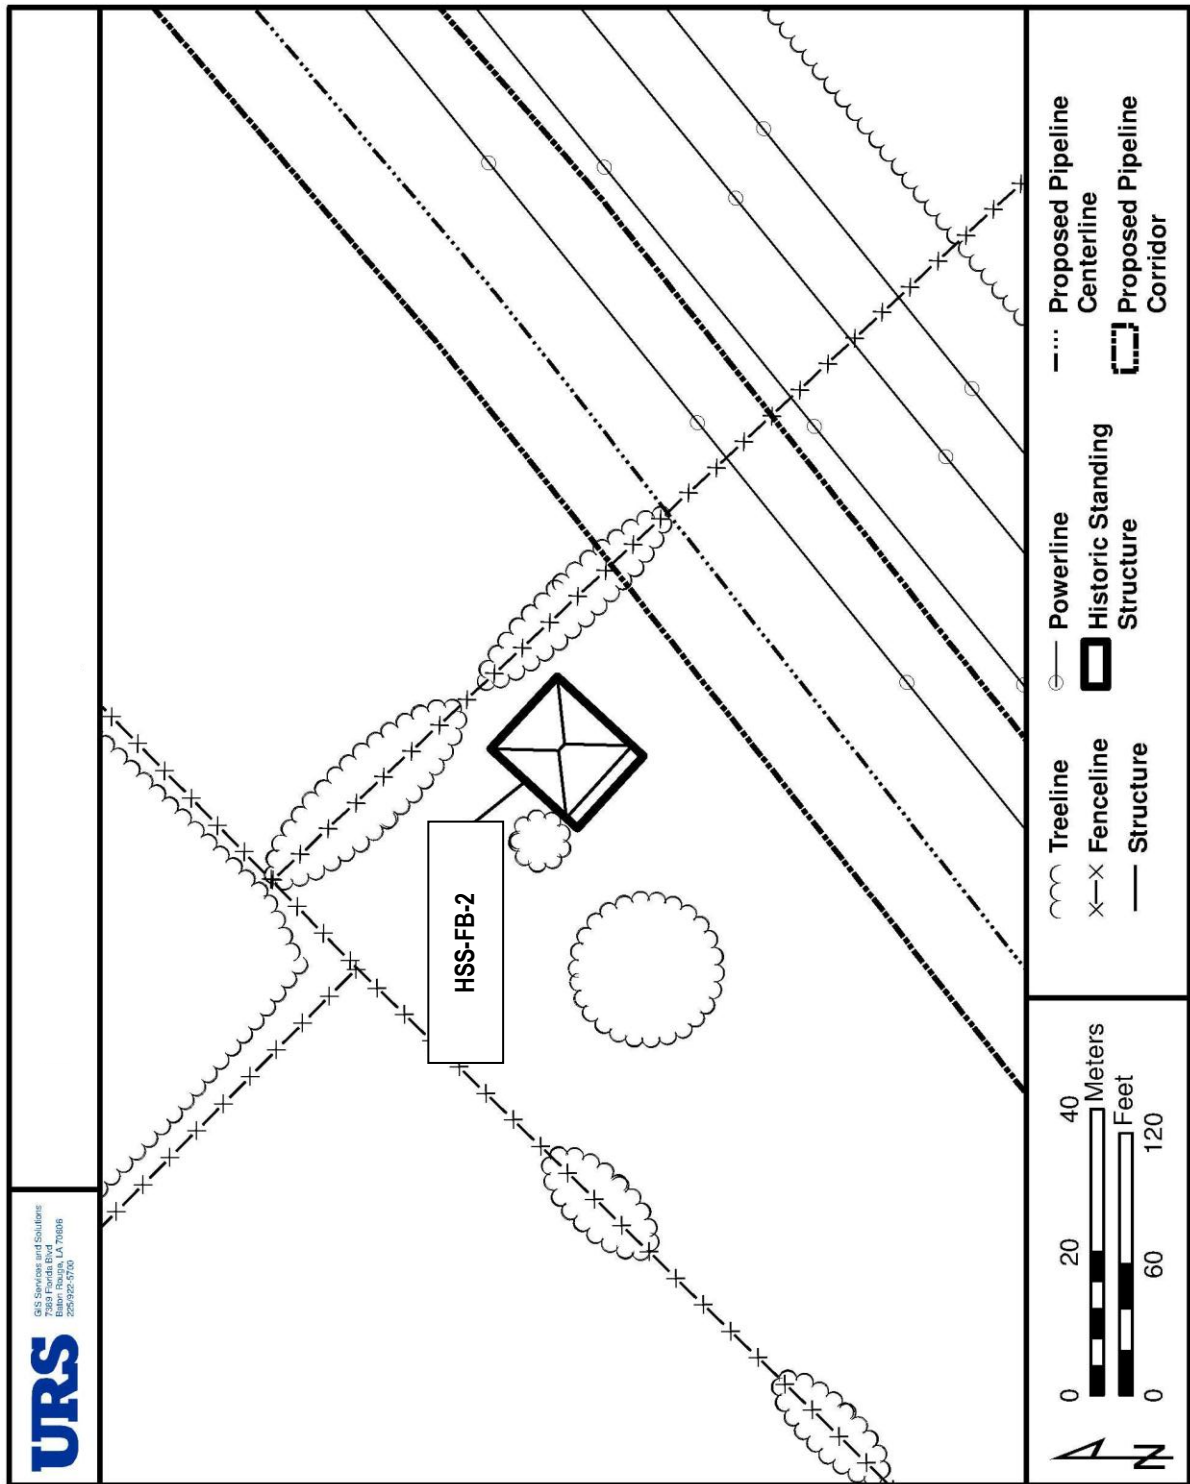 URS
GIS Services and Solutions
7389 Florida Blvd
Baton Rouge, LA 70806
225/922-5700
HSS-FB-2
N
0 20 40
Meters
Feet
0 60 120
Treeline
Fenceline
Structure
Powerline
Historic Standing
Structure
Proposed Pipeline
Centerline
Proposed Pipeline
Corridor